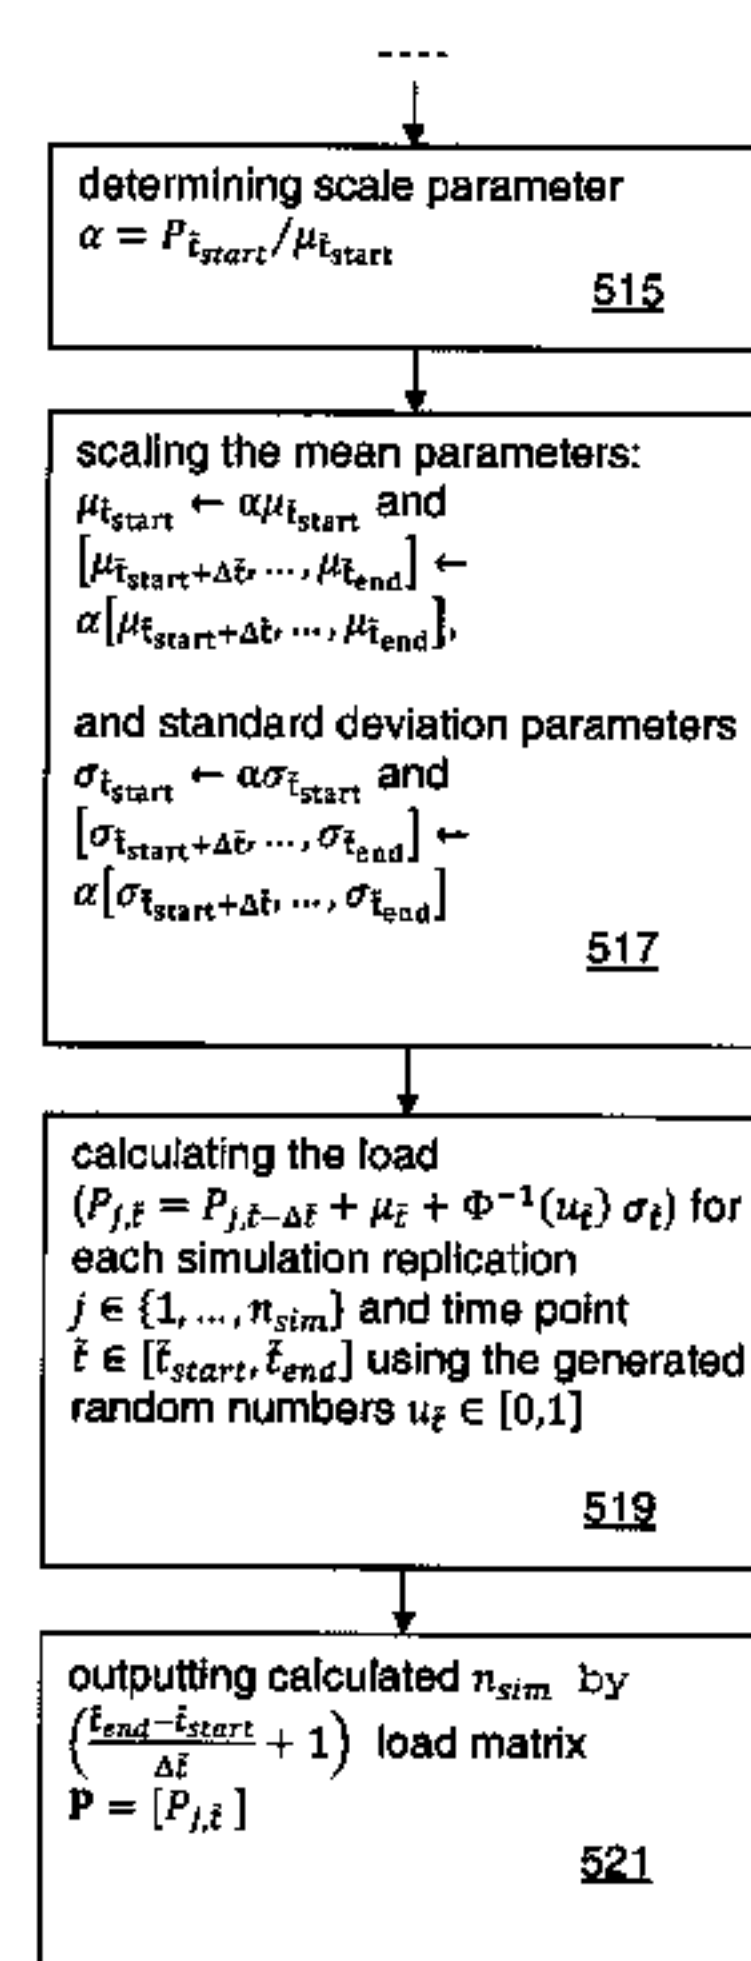 ----
determining scale parameter
α = P_{t̃_{start}}/μ_{t̃_{start}}
515
scaling the mean parameters:
μ_{t̃_{start}} ← αμ_{t̃_{start}} and
[μ_{t̃_{start}+Δt̃}, ..., μ_{t̃_{end}}] ←
α[μ_{t̃_{start}+Δt̃}, ..., μ_{t̃_{end}}],
and standard deviation parameters
σ_{t̃_{start}} ← ασ_{t̃_{start}} and
[σ_{t̃_{start}+Δt̃}, ..., σ_{t̃_{end}}] ←
α[σ_{t̃_{start}+Δt̃}, ..., σ_{t̃_{end}}]
517
calculating the load
(P_{j,t̃} = P_{j,t̃−Δt̃} + μ_{t̃} + Φ^{−1}(u_{t̃}) σ_{t̃}) for
each simulation replication
j ∈ {1, ..., n_{sim}} and time point
t̃ ∈ [t̃_{start}, t̃_{end}] using the generated
random numbers u_{t̃} ∈ [0,1]
519
outputting calculated n_{sim} by
(\frac{t̃_{end}−t̃_{start}}{Δt̃} + 1) load matrix
P = [P_{j,t̃} ]
521